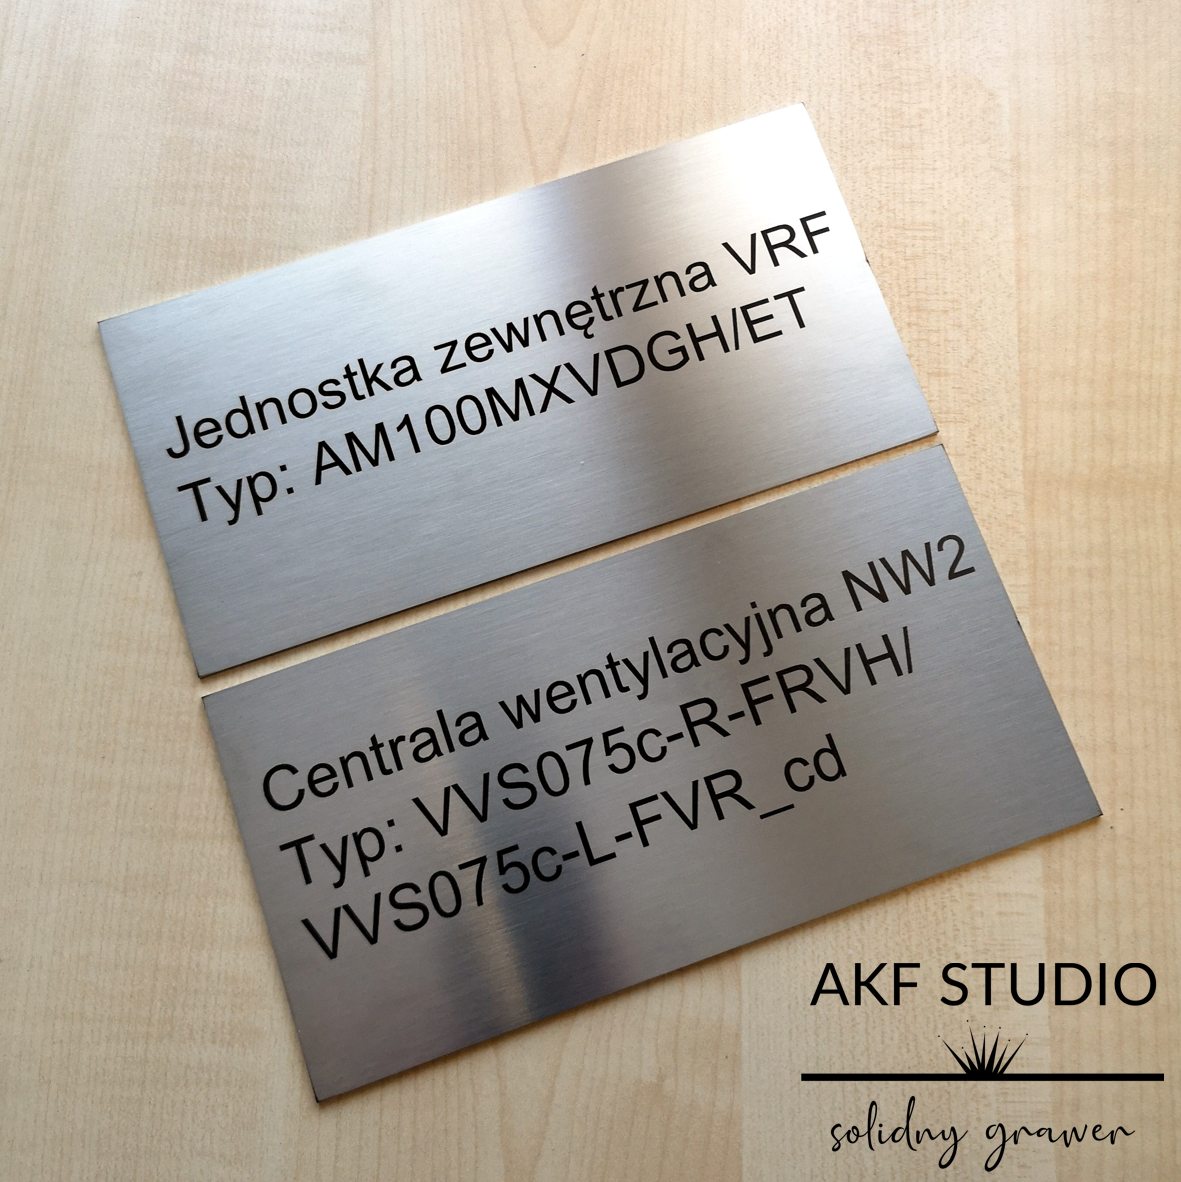 Jednostka zewnętrzna VRF
Typ: AM100MXVDGH/ET
Centrala wentylacyjna NW2
Typ: VVS075c-R-FRVH/
VVS075c-L-FVR_cd
AKF STUDIO
solidny grawer